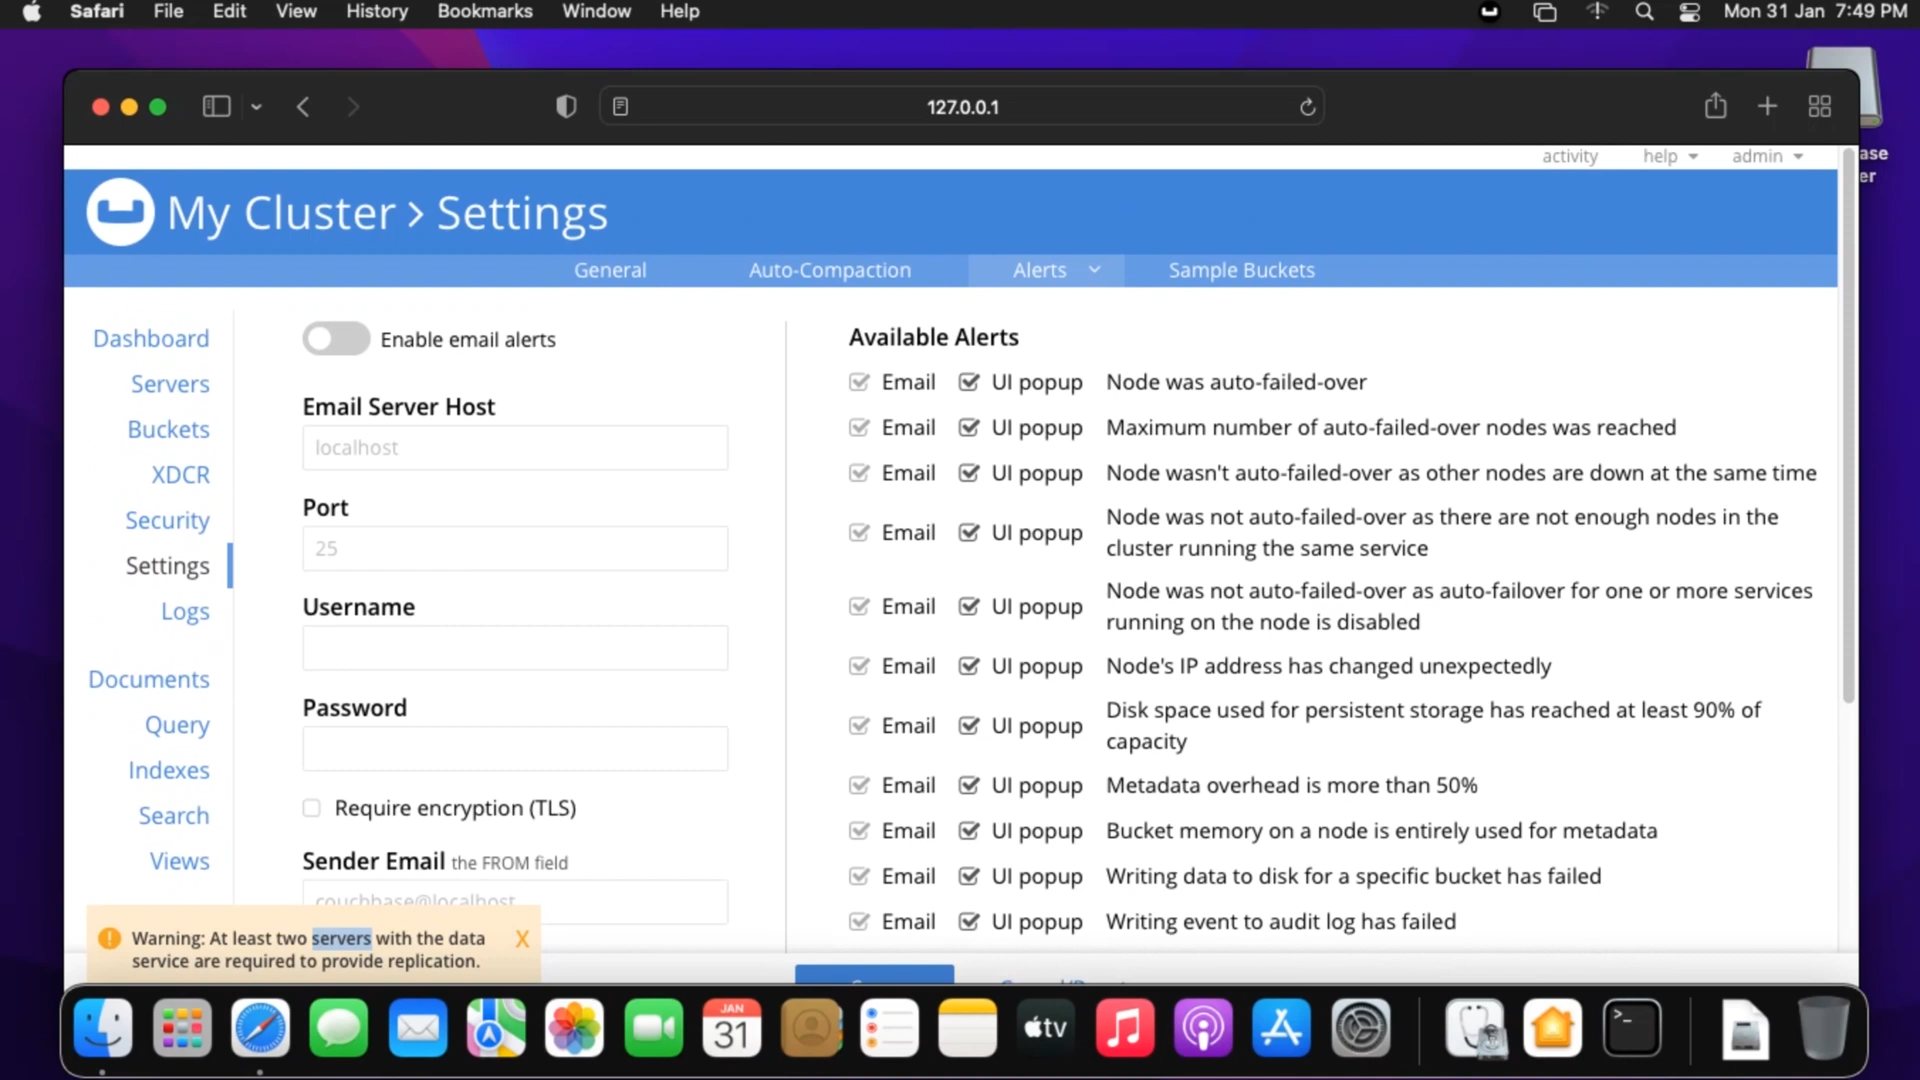 Safari File Edit View History Bookmarks Window Help Mon 31 Jan 7:49 PM
127.0.0.1
activity help admin
My Cluster > Settings
General Auto-Compaction Alerts Sample Buckets
Dashboard
Servers
Buckets
XDCR
Security
Settings
Logs
Documents
Query
Indexes
Search
Views
Enable email alerts
Email Server Host
localhost
Port
25
Username
Password
Require encryption (TLS)
Sender Email the FROM field
couchbase@localhost
Available Alerts
Email UI popup Node was auto-failed-over
Email UI popup Maximum number of auto-failed-over nodes was reached
Email UI popup Node wasn't auto-failed-over as other nodes are down at the same time
Email UI popup Node was not auto-failed-over as there are not enough nodes in the
cluster running the same service
Email UI popup Node was not auto-failed-over as auto-failover for one or more services
running on the node is disabled
Email UI popup Node's IP address has changed unexpectedly
Email UI popup Disk space used for persistent storage has reached at least 90% of
capacity
Email UI popup Metadata overhead is more than 50%
Email UI popup Bucket memory on a node is entirely used for metadata
Email UI popup Writing data to disk for a specific bucket has failed
Email UI popup Writing event to audit log has failed
Warning: At least two servers with the data
service are required to provide replication.
X
ase
er
JAN
31
tv